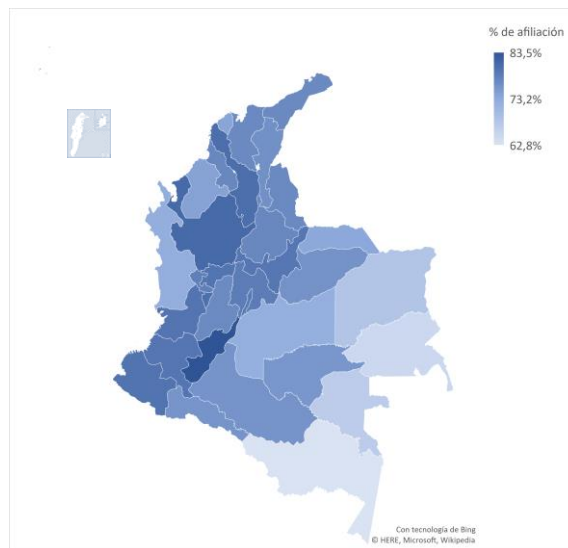 % de afiliación
83,5%
73,2%
62,8%
Con tecnología de Bing
© HERE, Microsoft, Wikipedia